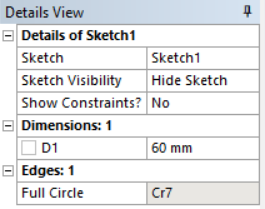 Details View
Details of Sketch1
Sketch Sketch1
Sketch Visibility Hide Sketch
Show Constraints? No
Dimensions: 1
D1 60 mm
Edges: 1
Full Circle Cr7